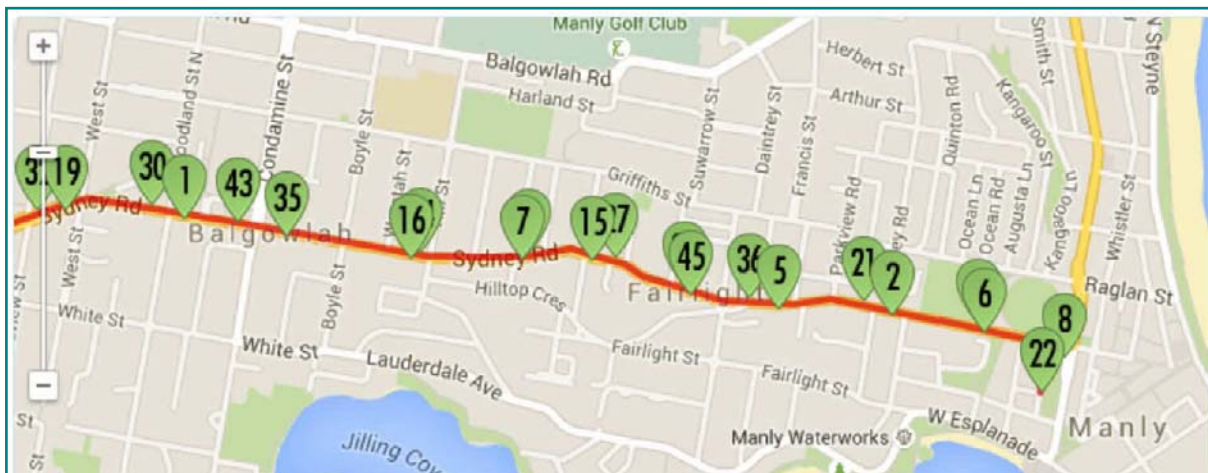 Manly Golf Club
Balgowlah Rd
Harland St
Herbert St
Arthur St
Smith St
N Steyne
West St
Condamine St
Boyle St
Griffiths St
Suwarrow St
Daintrey St
Francis St
Quinton Rd
Kangaroo St
Parkview Rd
Ocean Ln
Ocean Rd
Augusta Ln
Kangaroo Ln
Whistler St
Raglan St
19
30
1
43
35
16
7
15
45
36
5
21
2
6
8
22
Sydney Rd
Balgowlah
Sydney Rd
Fairlight
West St
Boyle St
Hilltop Cres
White St
White St
Lauderdale Ave
Fairlight St
Fairlight St
W Esplanade
Manly
Manly Waterworks
St
St
+
−
−